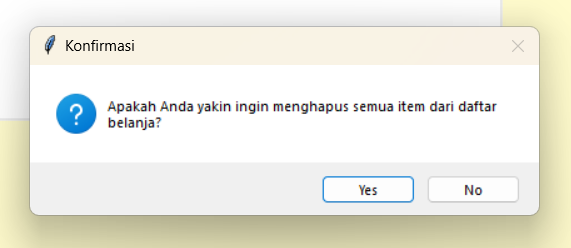 Konfirmasi
Apakah Anda yakin ingin menghapus semua item dari daftar
belanja?
Yes
No